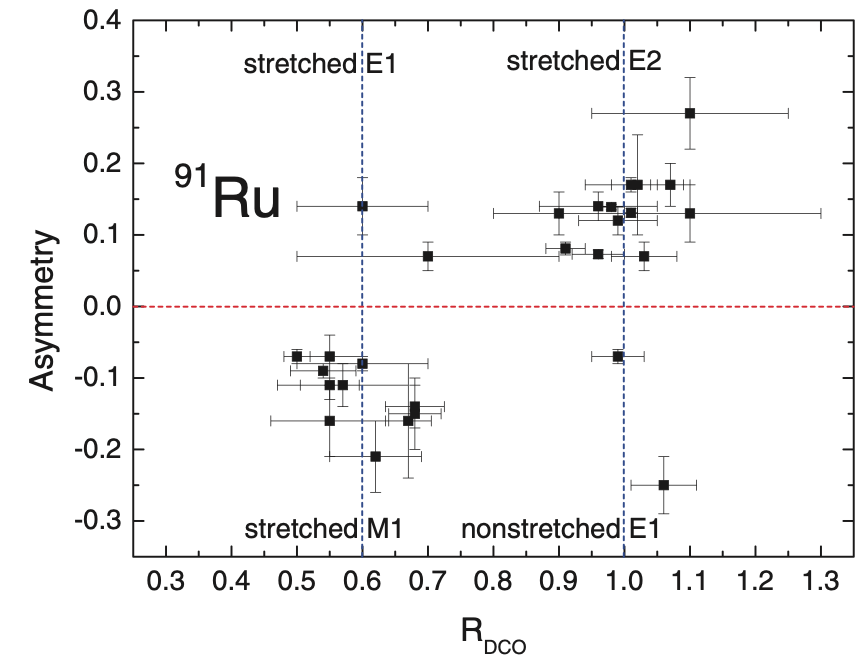 0.4
stretched E1
stretched E2
0.3
0.2
⁹¹Ru
0.1
0.0
Asymmetry
-0.1
-0.2
-0.3
stretched M1
nonstretched E1
0.3 0.4 0.5 0.6 0.7 0.8 0.9 1.0 1.1 1.2 1.3
R_DCO